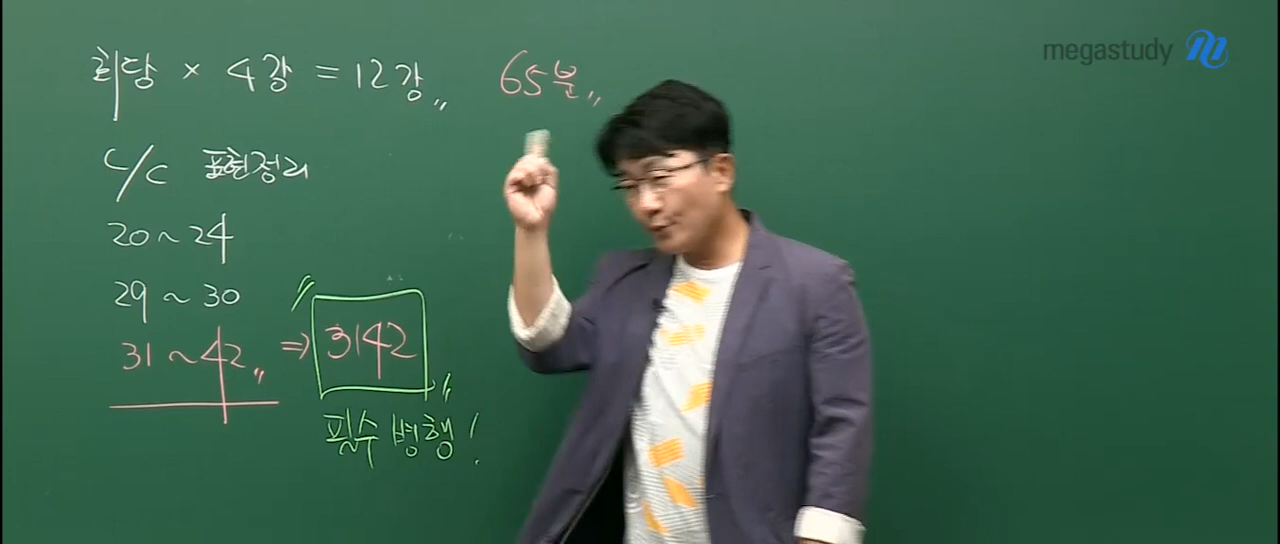 회당 × 4강 = 12강 〃 65분 〃
megastudy
C/C 표현정리
20 ~ 24
29 ~ 30
31 ~ 42 〃 ⇒ 3142
필수 병행!